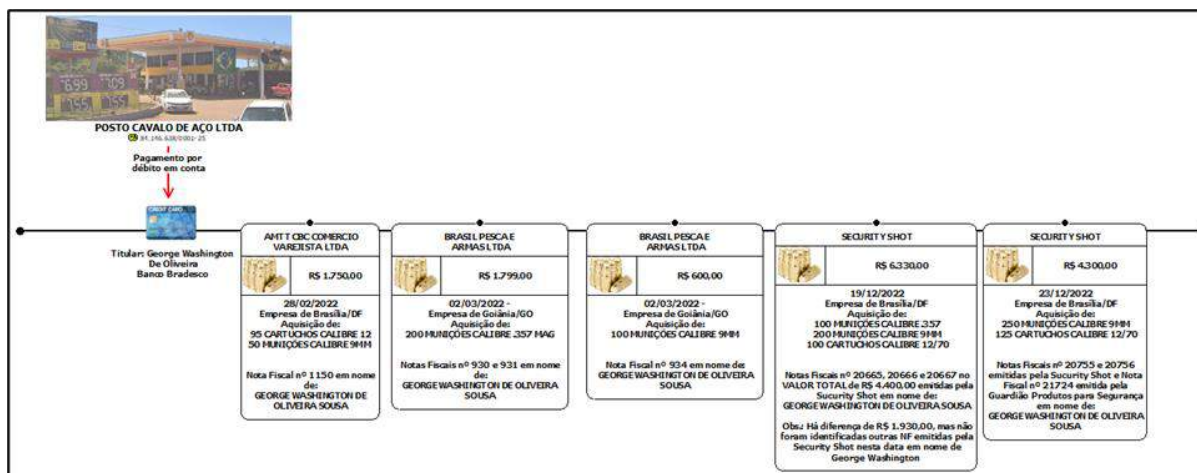 6.99 7.09
7.55 7.55
POSTO CAVALO DE AÇO LTDA
Pagamento por
débito em conta
CREDIT CARD
Títular: George Washington
De Oliveira
Banco Bradesco
AMTT CBC COMERCIO
VAREJISTA LTDA
R$ 1.750,00
28/02/2022
Empresa de Brasília/DF
Aquisição de:
95 CARTUCHOS CALIBRE 12
50 MUNIÇÕES CALIBRE 9MM
Nota Fiscal nº 1150 em nome
de:
GEORGE WASHINGTON DE
OLIVEIRA SOUSA
BRASIL PESCA E
ARMAS LTDA
R$ 1.799,00
02/03/2022 -
Empresa de Goiânia/GO
Aquisição de:
200 MUNIÇÕES CALIBRE .357 MAG
Notas Fiscais nº 930 e 931 em nome
de:
GEORGE WASHINGTON DE OLIVEIRA
SOUSA
BRASIL PESCA E
ARMAS LTDA
R$ 600,00
02/03/2022 -
Empresa de Goiânia/GO
Aquisição de:
100 MUNIÇÕES CALIBRE 9MM
Nota Fiscal nº 934 em nome de:
GEORGE WASHINGTON DE OLIVEIRA
SOUSA
SECURITY SHOT
R$ 6.330,00
19/12/2022
Empresa de Brasília/DF
Aquisição de:
100 MUNIÇÕES CALIBRE .357
200 MUNIÇÕES CALIBRE 9MM
100 CARTUCHOS CALIBRE 12/70
Notas Fiscais nº 20665, 20666 e 20667 no
VALOR TOTAL de R$ 4.400,00 emitidas pela
Sucurity Shot em nome de:
GEORGE WASHINGTON DE OLIVEIRA SOUSA
Obs.: Há diferença de R$ 1.930,00, mas não
foram identificadas outras NF emitidas pela
Security Shot nesta data em nome de
George Washington
SECURITY SHOT
R$ 4.300,00
23/12/2022
Empresa de Brasília/DF
Aquisição de:
250 MUNIÇÕES CALIBRE 9MM
125 CARTUCHOS CALIBRE 12/70
Notas Fiscais nº 20755 e 20756
emitidas pela Sucurity Shot e Nota
Fiscal nº 21724 emitida pela
Guardião Produtos para Segurança
em nome de:
GEORGE WASHINGTON DE OLIVEIRA
SOUSA